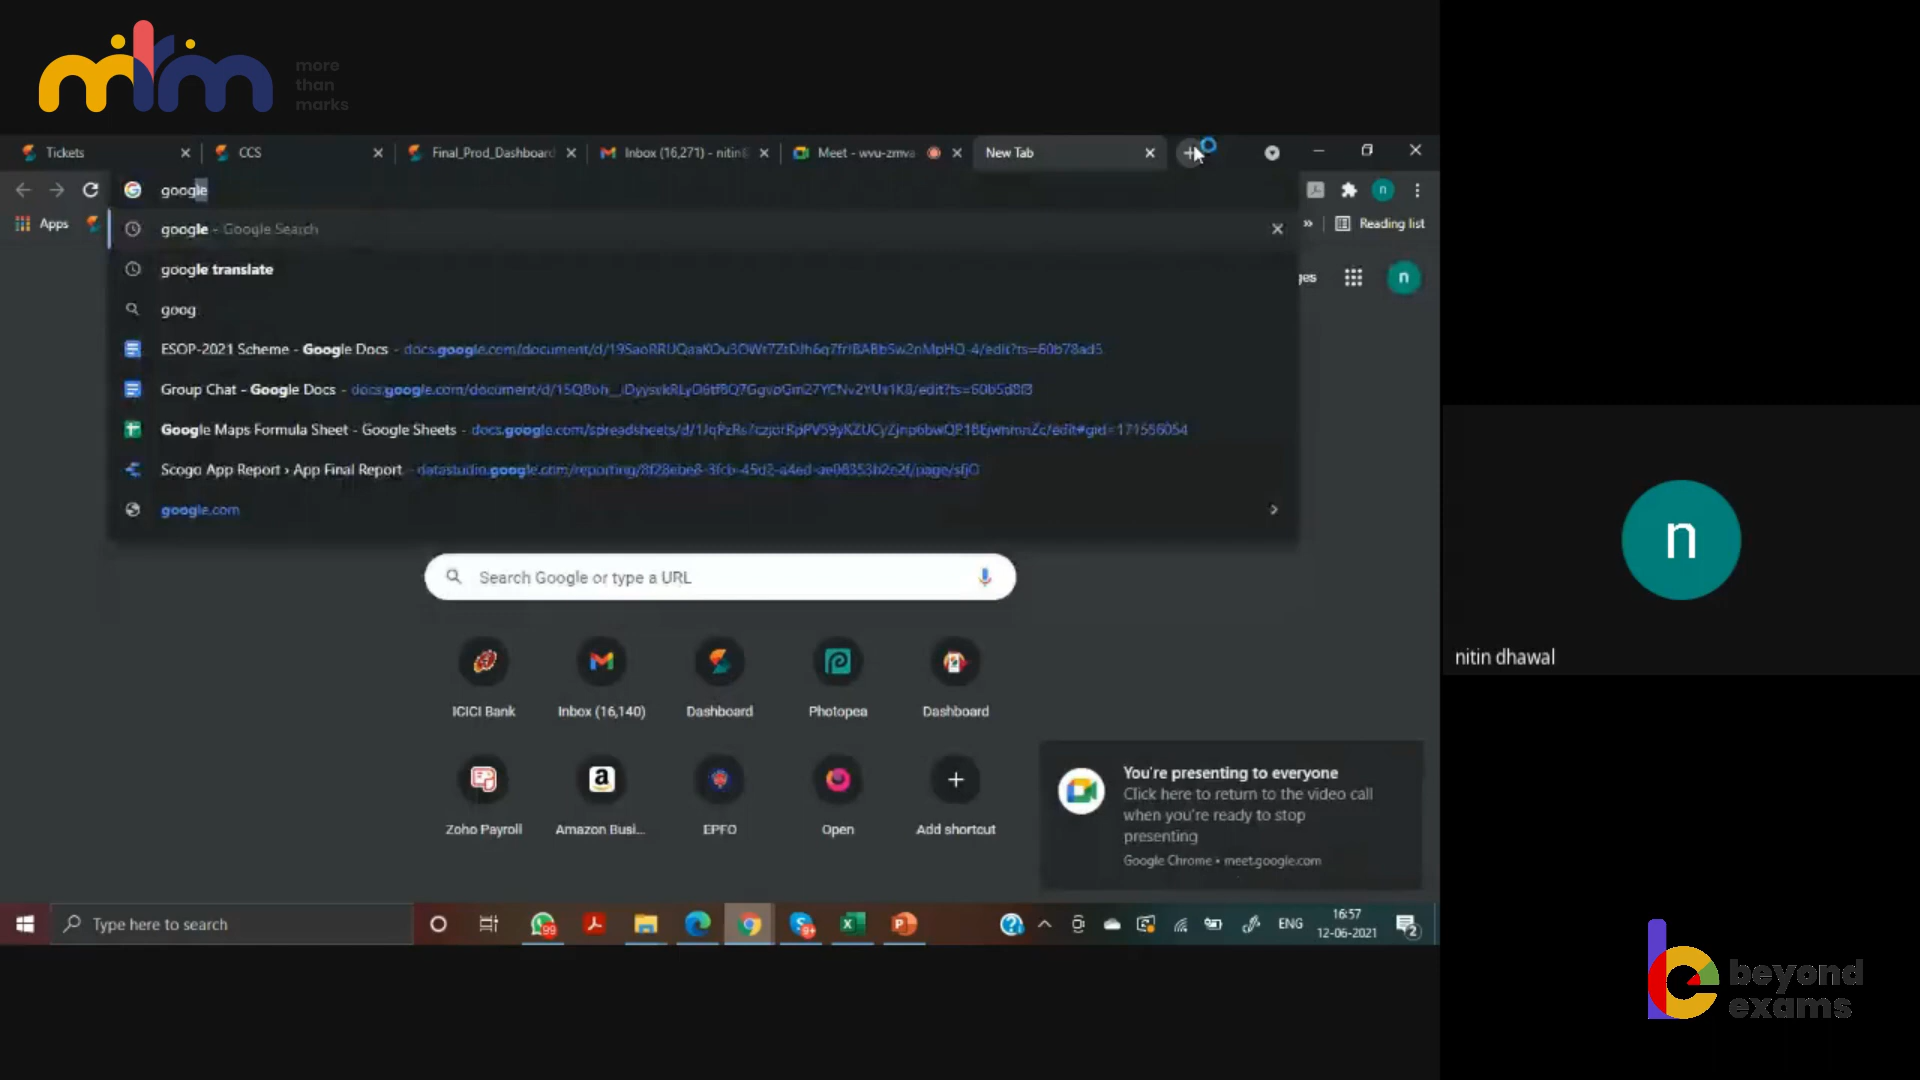 more
than
marks
Tickets
CCS
Final_Prod_Dashboard
Inbox (16,271) - nitin@
Meet - wvu-zmva
New Tab
google
Apps
Reading list
google - Google Search
google translate
goog
ESOP-2021 Scheme - Google Docs -
Group Chat - Google Docs -
Google Maps Formula Sheet - Google Sheets -
Scogo App Report › App Final Report -
google.com
Search Google or type a URL
ICICI Bank
Inbox (16,140)
Dashboard
Photopea
Dashboard
Zoho Payroll
Amazon Busi...
EPFO
Open
Add shortcut
You're presenting to everyone
Click here to return to the video call
when you're ready to stop
presenting
Google Chrome • meet.google.com
Type here to search
99
9+
ENG
16:57
12-06-2021
2
n
nitin dhawal
beyond
exams